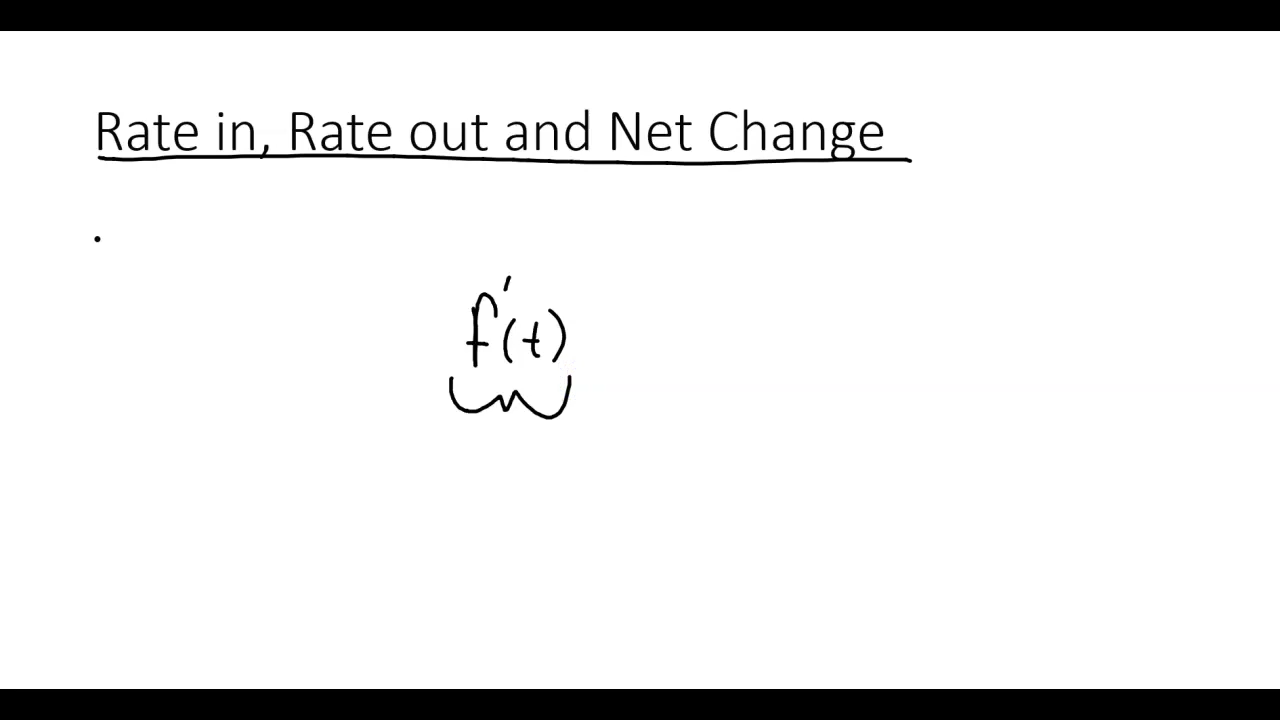 Rate in, Rate out and Net Change
.
f'(t)